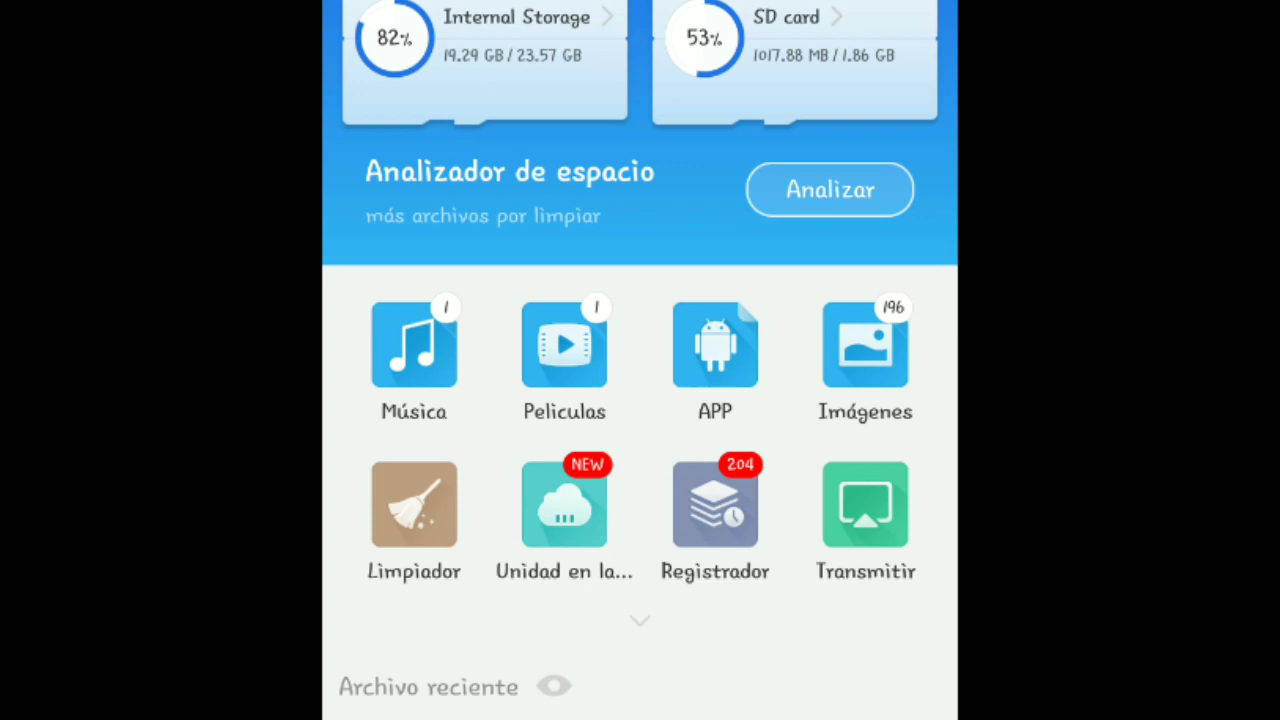 Internal Storage
82%
19.29 GB / 23.57 GB
SD card
53%
1017.88 MB / 1.86 GB
Analizador de espacio
más archivos por limpiar
Analizar
1
1
196
Música
Peliculas
APP
Imágenes
NEW
204
Limpiador
Unidad en la...
Registrador
Transmitir
Archivo reciente